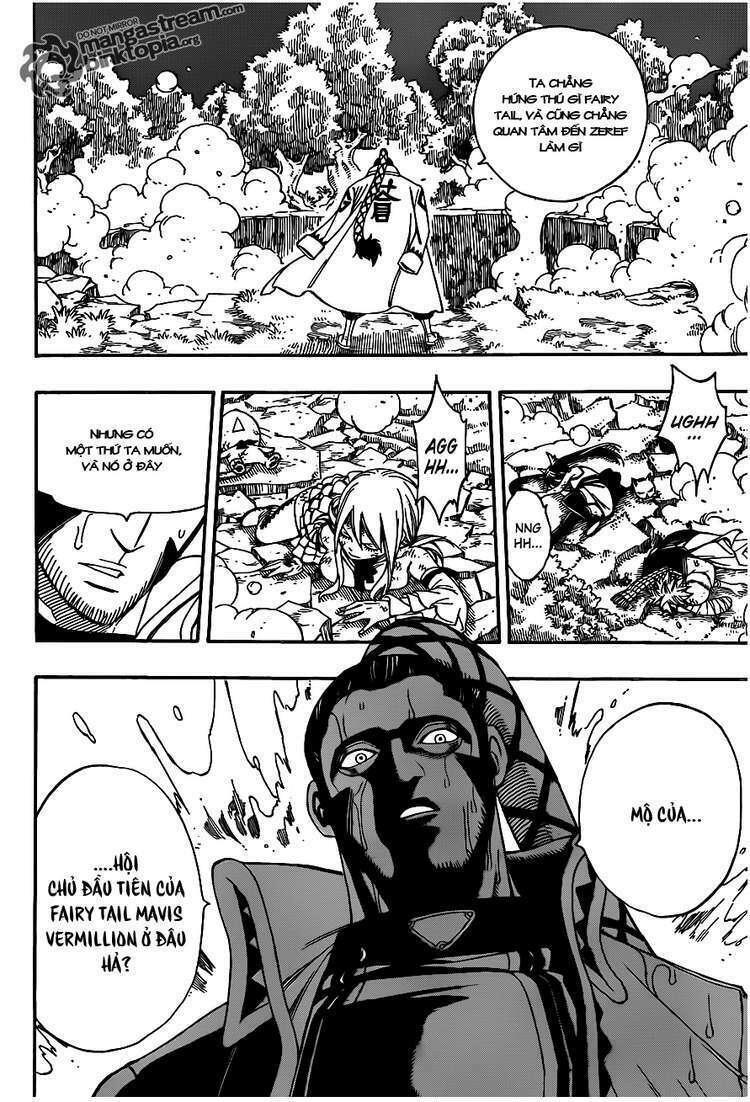 DO NOT MIRROR
mangastream.com
pinktopia.org
TA CHẲNG
HỨNG THÚ GÌ FAIRY
TAIL, VÀ CŨNG CHẲNG
QUAN TÂM ĐẾN ZEREF
LÀM GÌ
蒼
UGHH
...
NNG
HH...
AGG
HH...
NHƯNG CÓ
MỘT THỨ TA MUỐN,
VÀ NÓ Ở ĐÂY
MỘ CỦA...
....HỘI
CHỦ ĐẦU TIÊN CỦA
FAIRY TAIL MAVIS
VERMILLION Ở ĐÂU
HẢ?